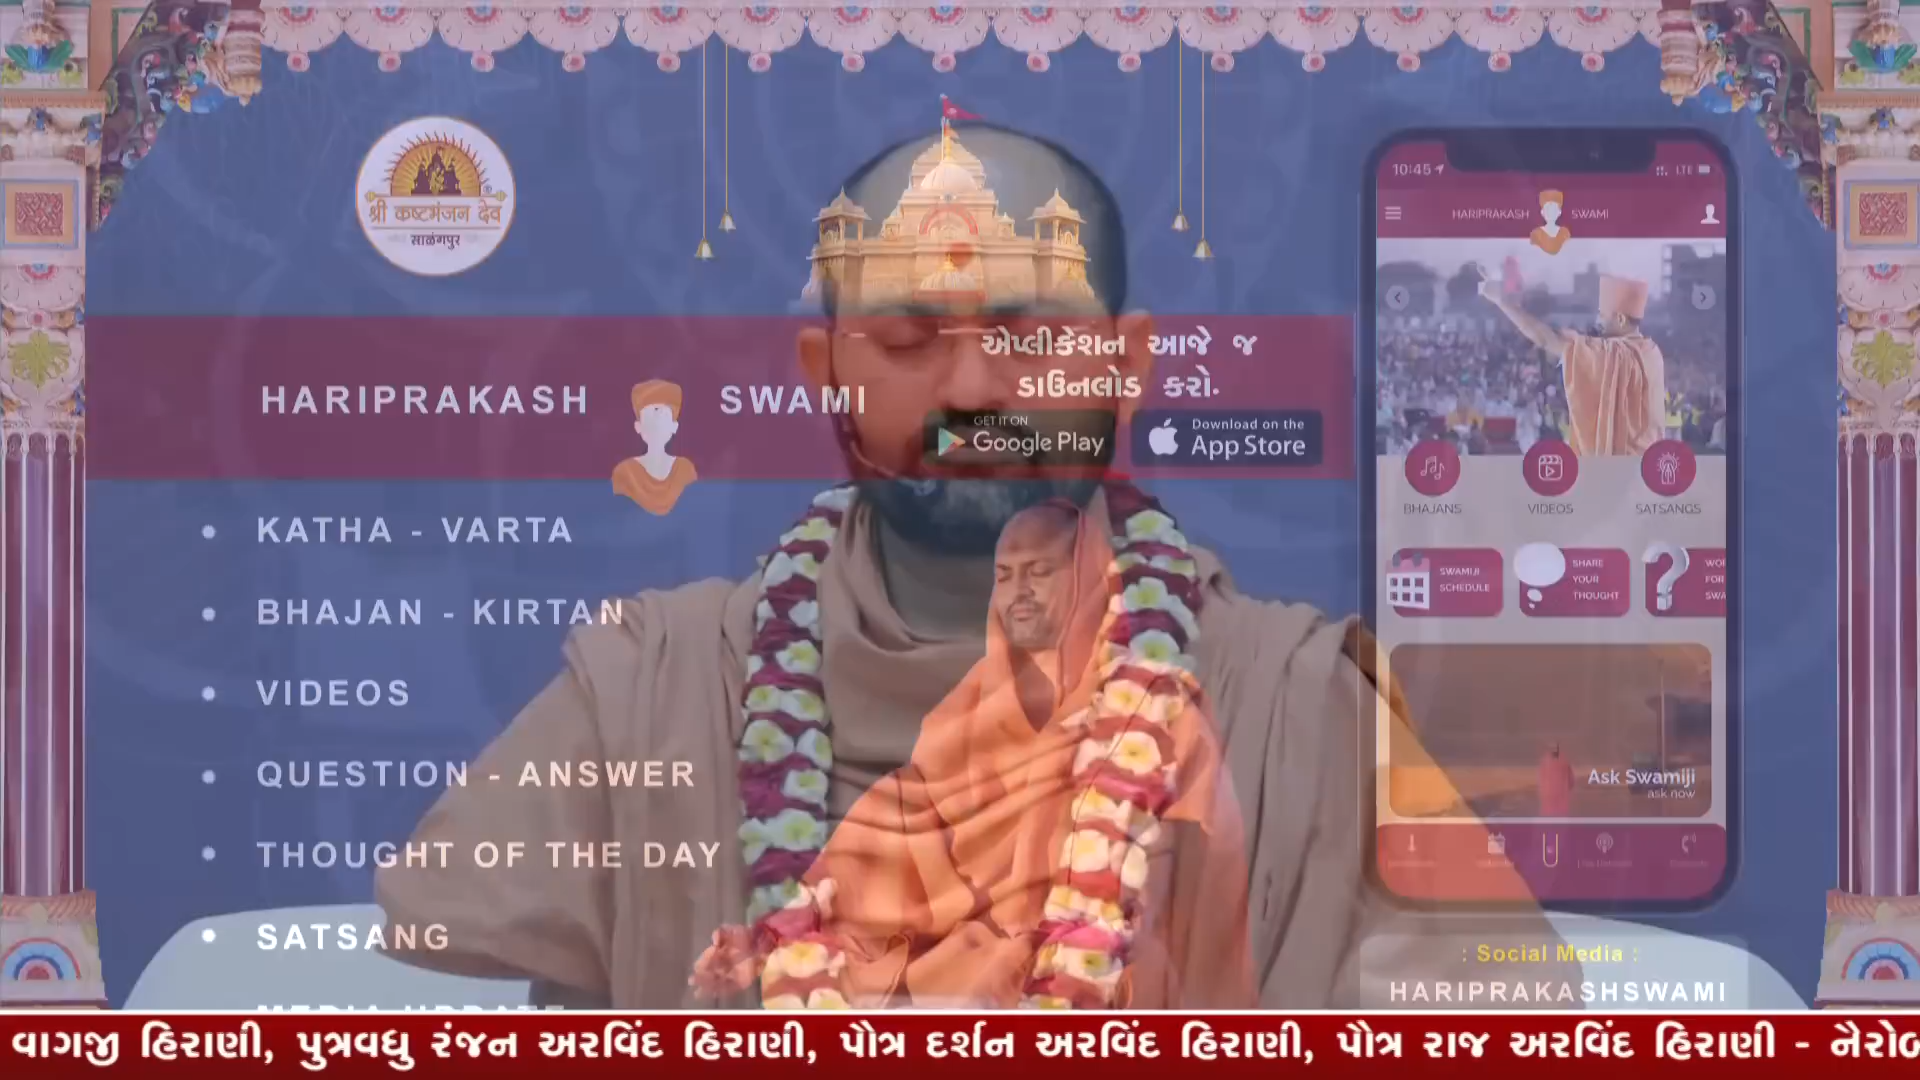 श्री कष्टभंजन देव
साळंगपुर
HARIPRAKASH SWAMI
એપ્લીકેશન આજે જ
ડાઉનલોડ કરો.
GET IT ON
Google Play
Download on the
App Store
KATHA - VARTA
BHAJAN - KIRTAN
VIDEOS
QUESTION - ANSWER
THOUGHT OF THE DAY
SATSANG
10:45
LTE
HARIPRAKASH SWAMI
BHAJANS VIDEOS SATSANGS
SWAMIJI
SCHEDULE
SHARE
YOUR
THOUGHT
Ask Swamiji
ask now
: Social Media :
HARIPRAKASHSWAMI
વાગજી હિરાણી, પુત્રવધુ રંજન અરવિંદ હિરાણી, પૌત્ર દર્શન અરવિંદ હિરાણી, પૌત્ર રાજ અરવિંદ હિરાણી -